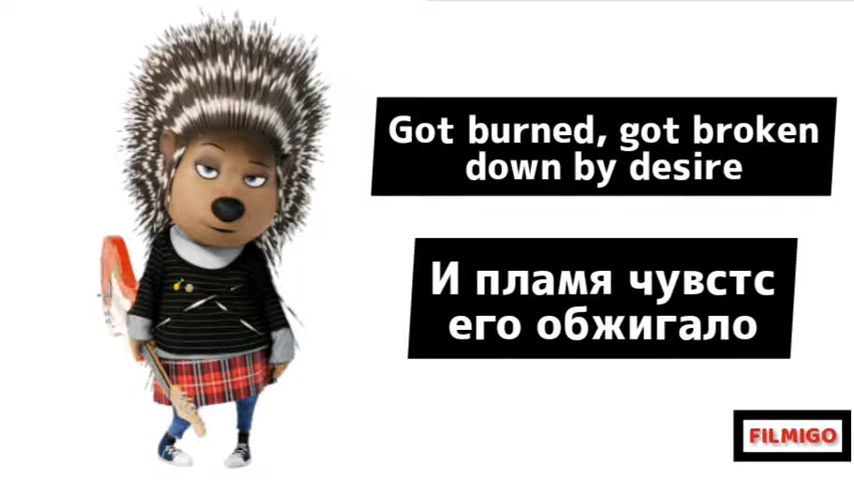 Got burned, got broken
down by desire
И пламя чувстс
его обжигало
FILMIGO